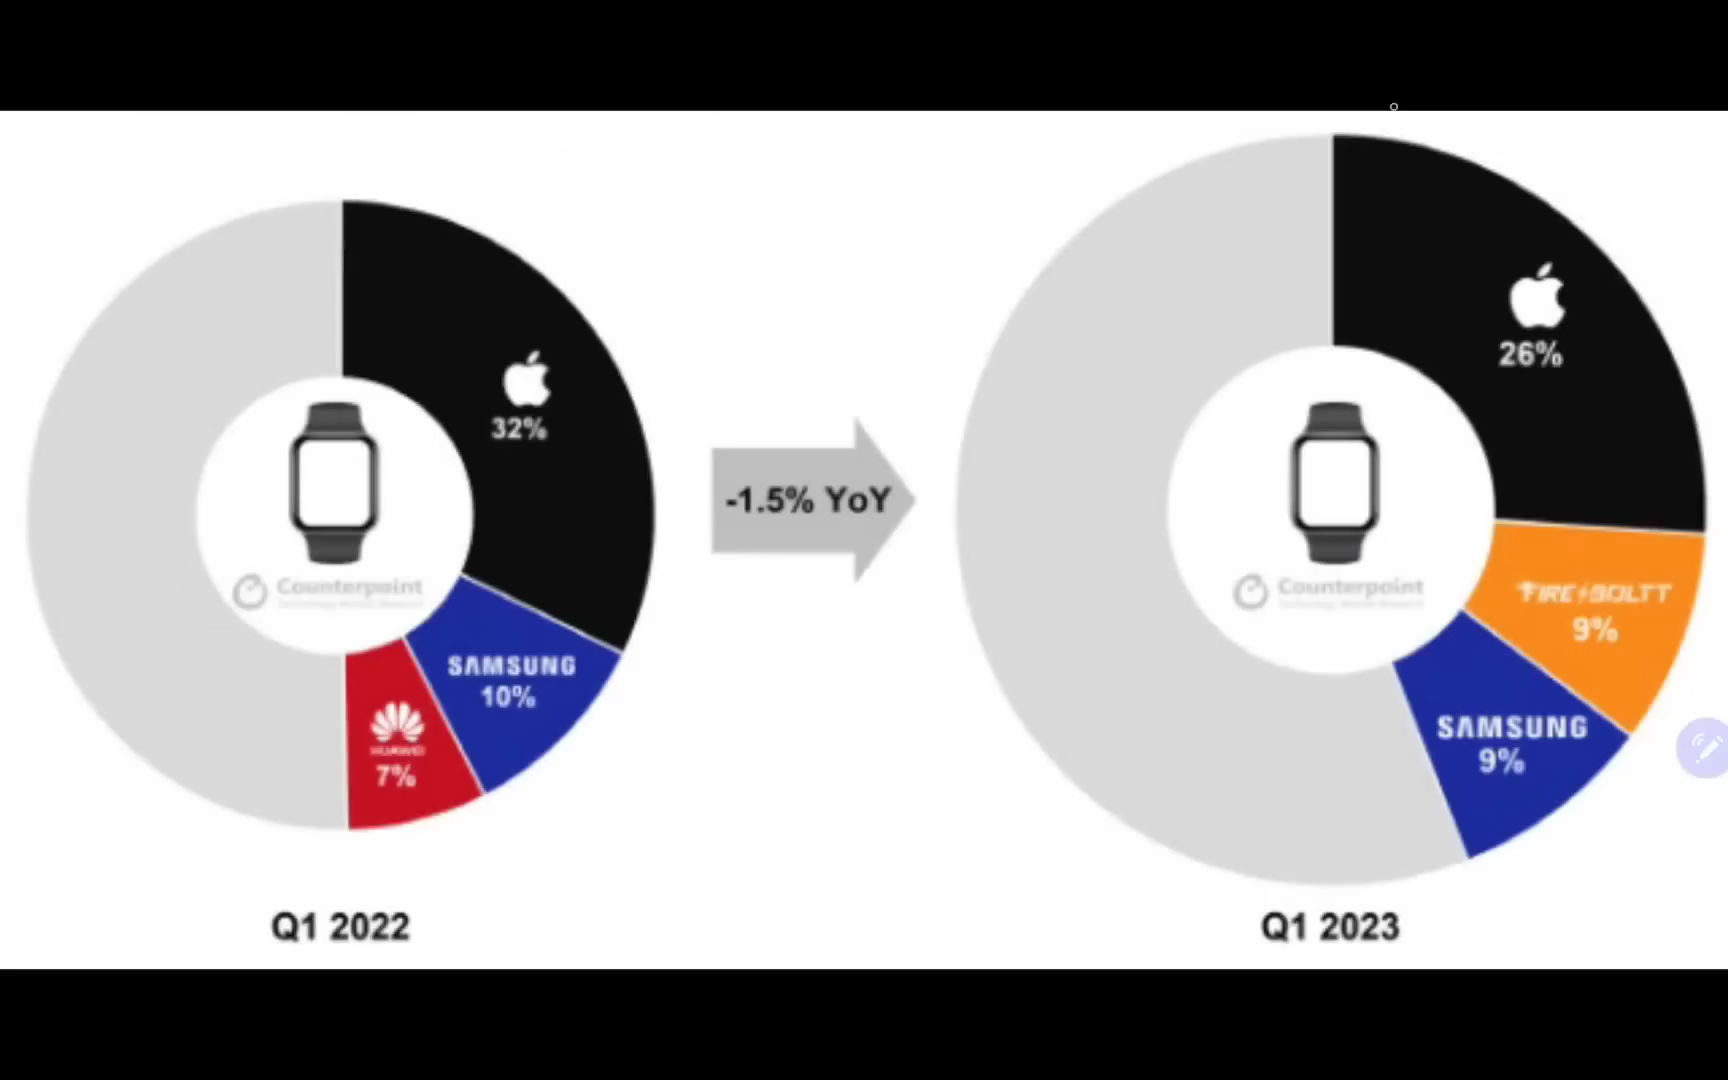 32%
Counterpoint
SAMSUNG
10%
HUAWEI
7%
Q1 2022
-1.5% YoY
26%
Counterpoint
FIRE BOLTT
9%
SAMSUNG
9%
Q1 2023